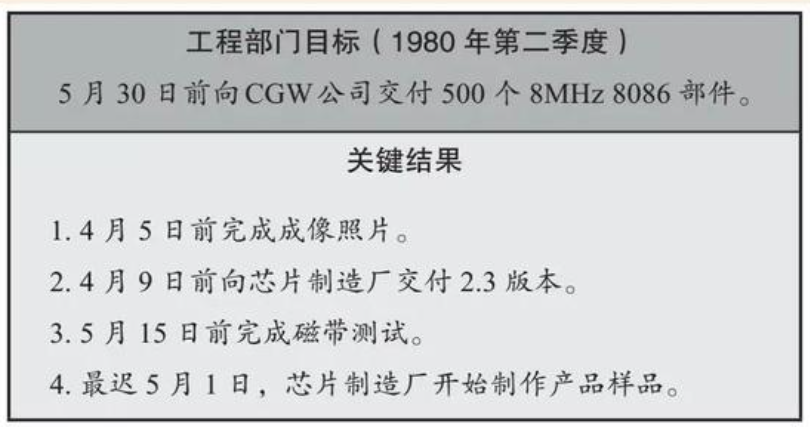 工程部门目标（1980 年第二季度）
5 月 30 日前向CGW公司交付 500 个 8MHz 8086 部件。
关键结果
1. 4 月 5 日前完成成像照片。
2. 4 月 9 日前向芯片制造厂交付 2.3 版本。
3. 5 月 15 日前完成磁带测试。
4. 最迟 5 月 1 日，芯片制造厂开始制作产品样品。